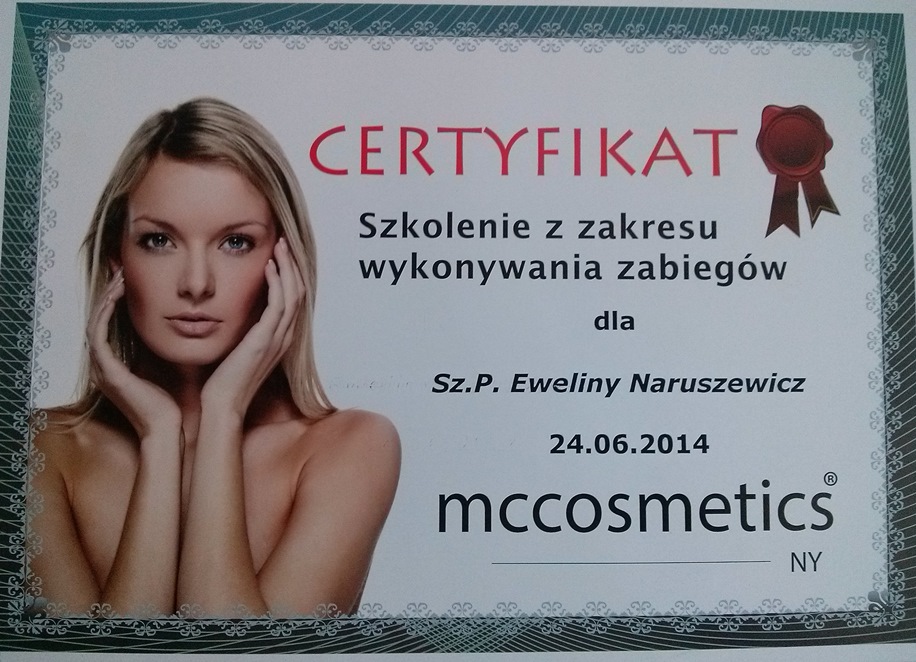 CERTYFIKAT
Szkolenie z zakresu
wykonywania zabiegów
dla
Sz.P. Eweliny Naruszewicz
24.06.2014
mccosmetics®
NY